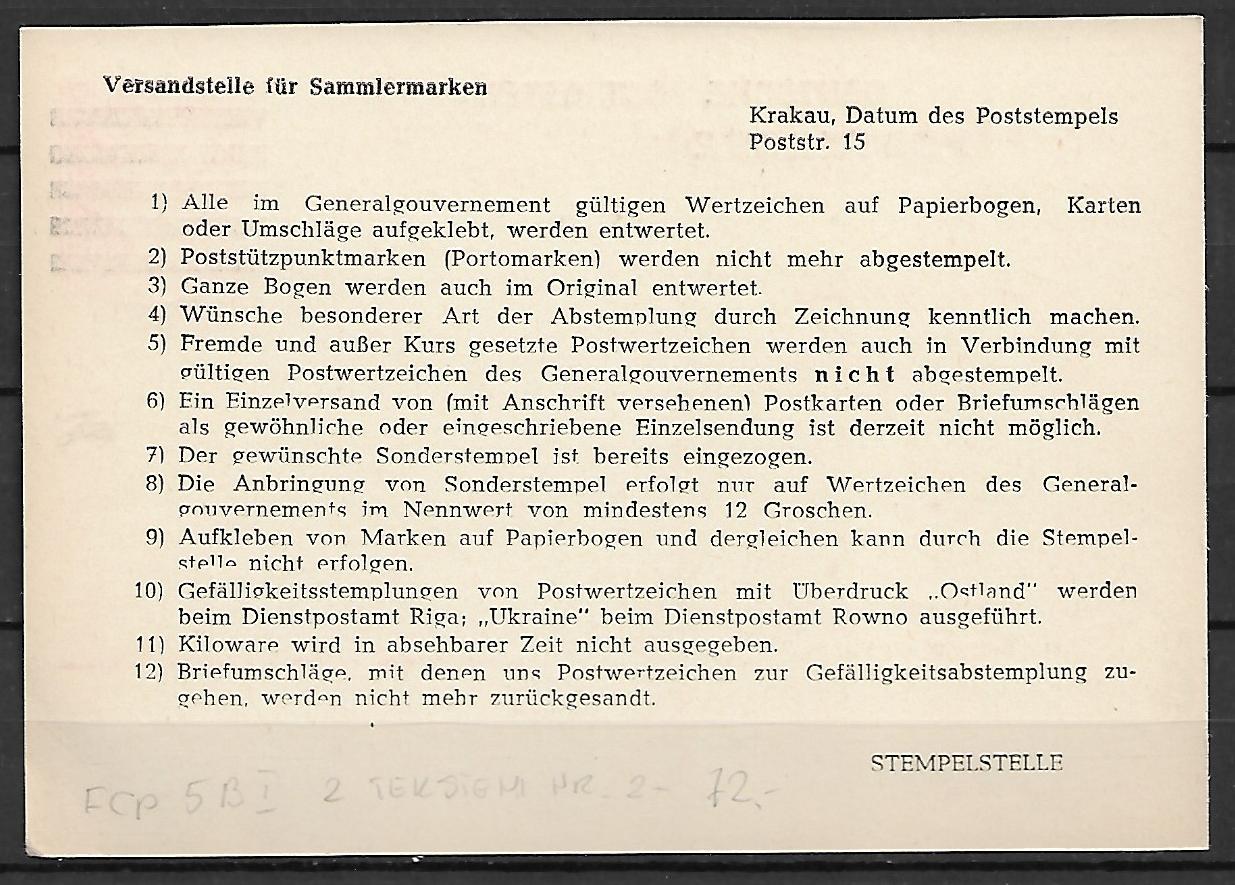 Versandstelle für Sammlermarken
Krakau, Datum des Poststempels
Poststr. 15
1) Alle im Generalgouvernement gültigen Wertzeichen auf Papierbogen, Karten
oder Umschläge aufgeklebt, werden entwertet.
2) Poststützpunktmarken (Portomarken) werden nicht mehr abgestempelt.
3) Ganze Bogen werden auch im Original entwertet.
4) Wünsche besonderer Art der Abstemplung durch Zeichnung kenntlich machen.
5) Fremde und außer Kurs gesetzte Postwertzeichen werden auch in Verbindung mit
gültigen Postwertzeichen des Generalgouvernements nicht abgestempelt.
6) Ein Einzelversand von (mit Anschrift versehenen) Postkarten oder Briefumschlägen
als gewöhnliche oder eingeschriebene Einzelsendung ist derzeit nicht möglich.
7) Der gewünschte Sonderstempel ist bereits eingezogen.
8) Die Anbringung von Sonderstempel erfolgt nur auf Wertzeichen des General-
gouvernements im Nennwert von mindestens 12 Groschen.
9) Aufkleben von Marken auf Papierbogen und dergleichen kann durch die Stempel-
stelle nicht erfolgen.
10) Gefälligkeitsstemplungen von Postwertzeichen mit Überdruck „Ostland" werden
beim Dienstpostamt Riga; „Ukraine" beim Dienstpostamt Rowno ausgeführt.
11) Kiloware wird in absehbarer Zeit nicht ausgegeben.
12) Briefumschläge, mit denen uns Postwertzeichen zur Gefälligkeitsabstemplung zu-
gehen, werden nicht mehr zurückgesandt.
STEMPELSTELLE
FCP 5 B I 2 TEKSTEM NR. 2- 72.-